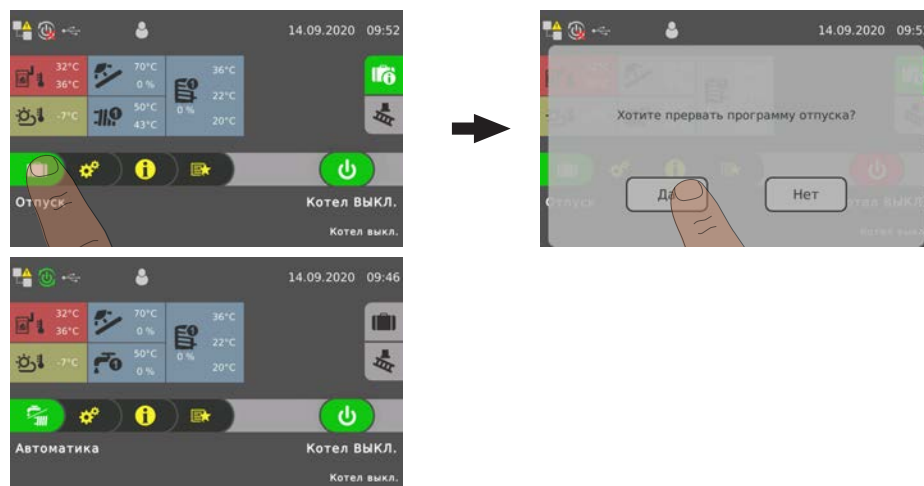 14.09.2020 09:52
32°C
36°C
70°C
0 %
36°C
22°C
20°C
0 %
-7°C
50°C
43°C
Отпуск
Котел ВЫКЛ.
Котел выкл.
14.09.2020
Хотите прервать программу отпуска?
Да
Нет
14.09.2020 09:46
32°C
36°C
70°C
0 %
36°C
22°C
20°C
0 %
-7°C
50°C
0 %
Автоматика
Котел ВЫКЛ.
Котел выкл.